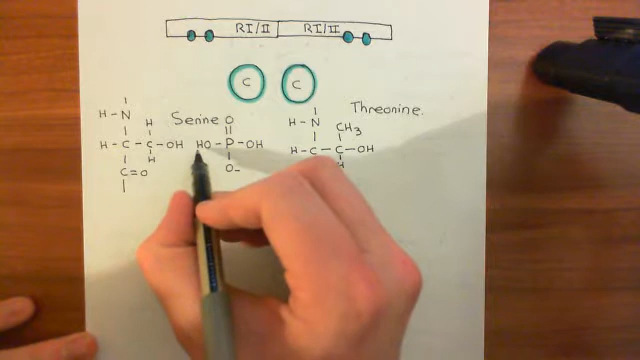 RI/II RI/II
C C
Serine Threonine.
H-N
H
H-C-C-OH
H
C=O
O
HO-P-OH
O-
H-N
CH3
H-C-C-OH
H